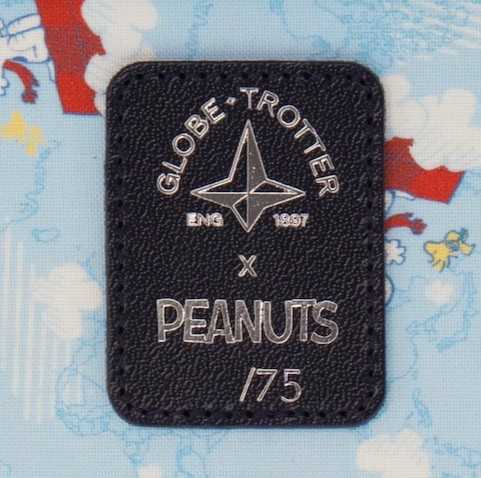 GLOBE-TROTTER
ENG 1897
X
PEANUTS
/75